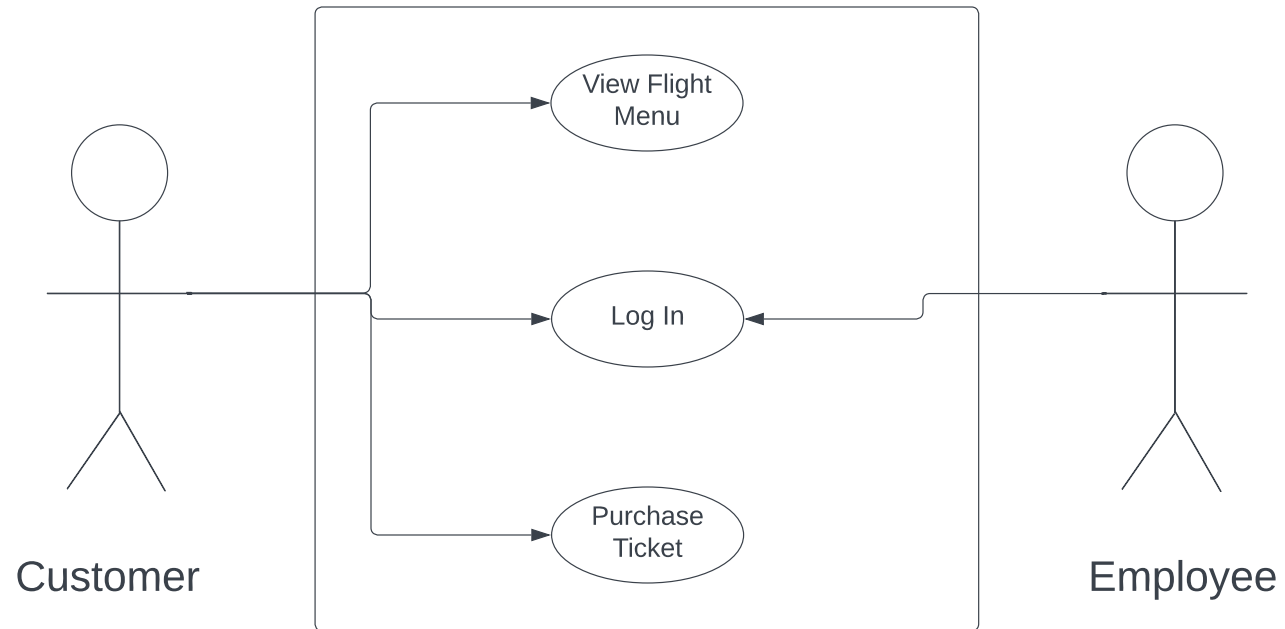 View Flight
Menu
Log In
Purchase
Ticket
Customer
Employee